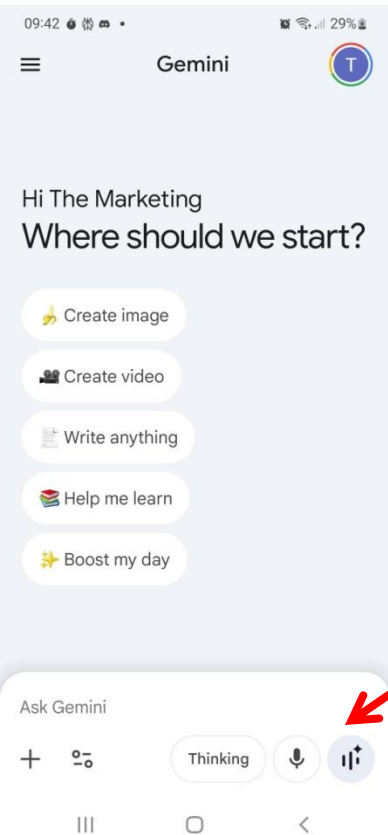 09:42 29%
Gemini
T
Hi The Marketing
Where should we start?
Create image
Create video
Write anything
Help me learn
Boost my day
Ask Gemini
Thinking